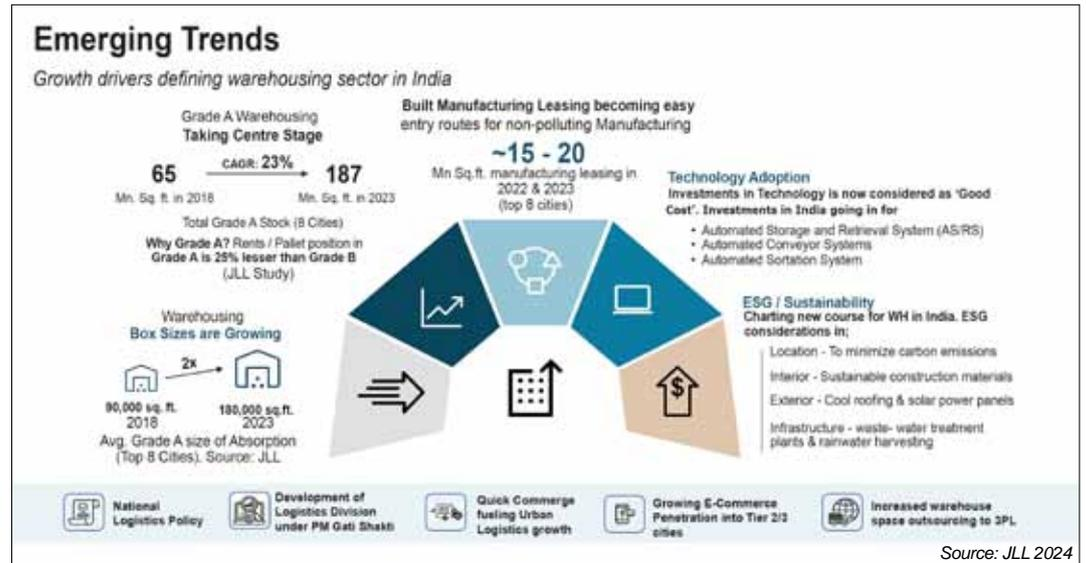 Emerging Trends
Growth drivers defining warehousing sector in India
Grade A Warehousing
Taking Centre Stage
65
CAGR: 23%
187
Mn. Sq. ft. in 2018
Mn. Sq. ft. in 2023
Total Grade A Stock (8 Cities)
Why Grade A? Rents / Pallet position in
Grade A is 25% lesser than Grade B
(JLL Study)
Warehousing
Box Sizes are Growing
2x
90,000 sq. ft.
2018
180,000 sq.ft.
2023
Avg. Grade A size of Absorption
(Top 8 Cities). Source: JLL
Built Manufacturing Leasing becoming easy
entry routes for non-polluting Manufacturing
~15 - 20
Mn Sq.ft. manufacturing leasing in
2022 & 2023
(top 8 cities)
Technology Adoption
Investments in Technology is now considered as 'Good
Cost'. Investments in India going in for
• Automated Storage and Retrieval System (AS/RS)
• Automated Conveyor Systems
• Automated Sortation System
ESG / Sustainability
Charting new course for WH in India. ESG
considerations in;
Location - To minimize carbon emissions
Interior - Sustainable construction materials
Exterior - Cool roofing & solar power panels
Infrastructure - waste- water treatment
plants & rainwater harvesting
$
National
Logistics Policy
Development of
Logistics Division
under PM Gati Shakti
Quick Commerge
fueling Urban
Logistics growth
Growing E-Commerce
Penetration into Tier 2/3
cities
Increased warehouse
space outsourcing to 3PL
Source: JLL 2024